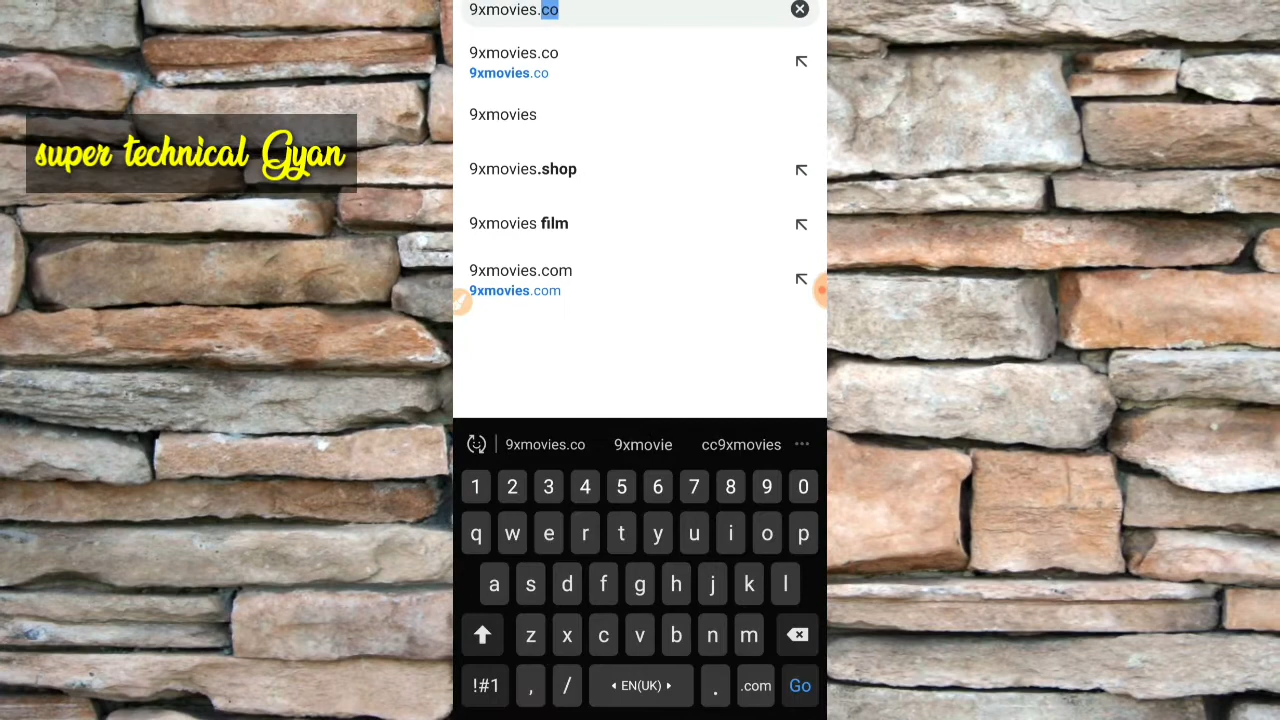 9xmovies.co
super technical Gyan
9xmovies.co
9xmovies.co
9xmovies
9xmovies.shop
9xmovies film
9xmovies.com
9xmovies.com
9xmovies.co 9xmovie cc9xmovies
1 2 3 4 5 6 7 8 9 0
q w e r t y u i o p
a s d f g h j k l
z x c v b n m
!#1 , / EN(UK) . .com Go